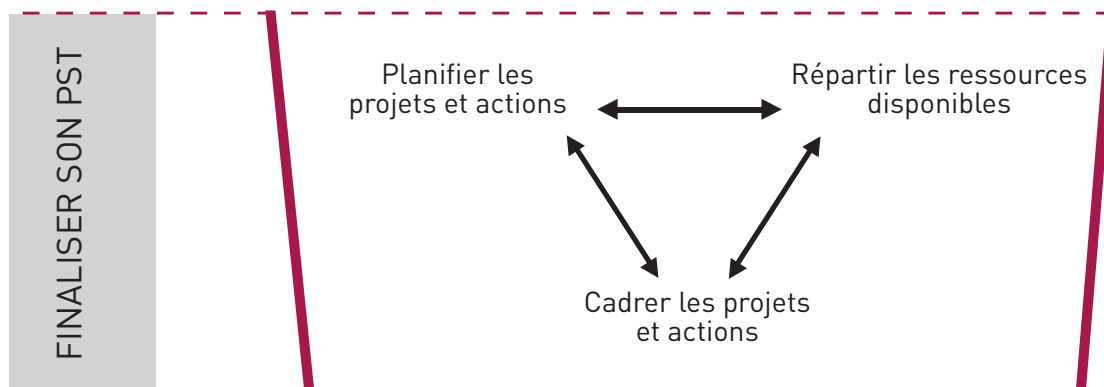 FINALISER SON PST
Planifier les
projets et actions
Répartir les ressources
disponibles
Cadrer les projets
et actions